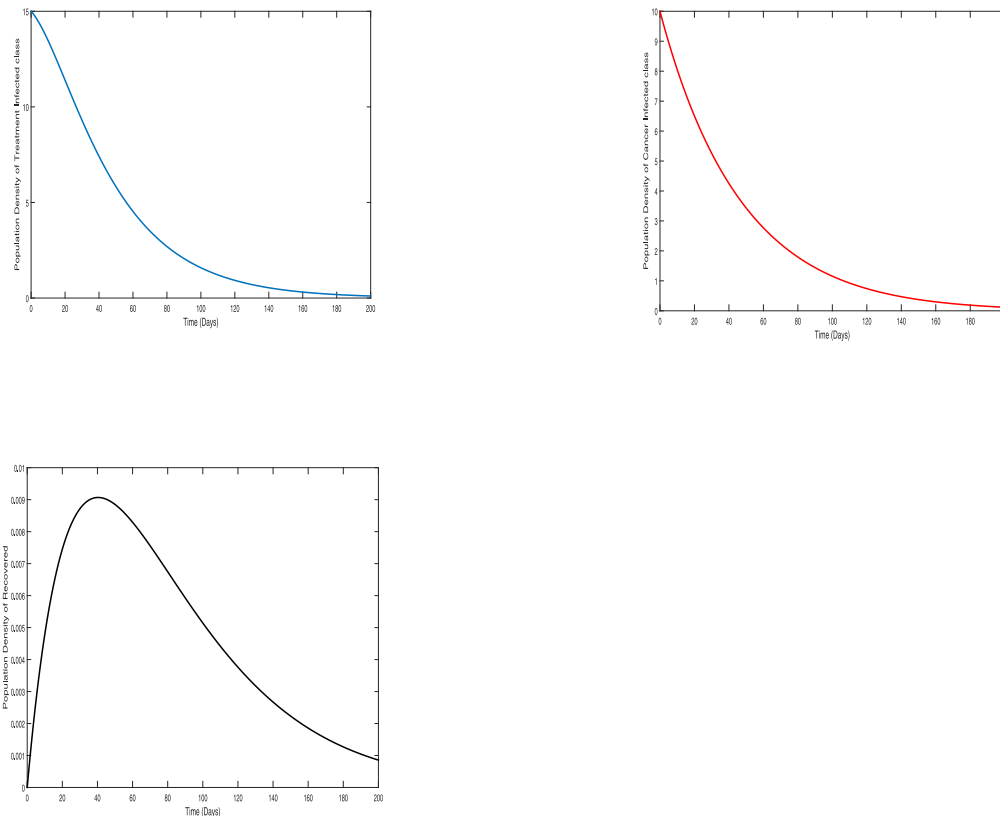 Population Density of Treatment Infected class
15
10
5
0
0 20 40 60 80 100 120 140 160 180 200
Time (Days)
Population Density of Cancer Infected class
10
9
8
7
6
5
4
3
2
1
0
0 20 40 60 80 100 120 140 160 180
Time (Days)
Population Density of Recovered
0.01
0.009
0.008
0.007
0.006
0.005
0.004
0.003
0.002
0.001
0
0 20 40 60 80 100 120 140 160 180 200
Time (Days)